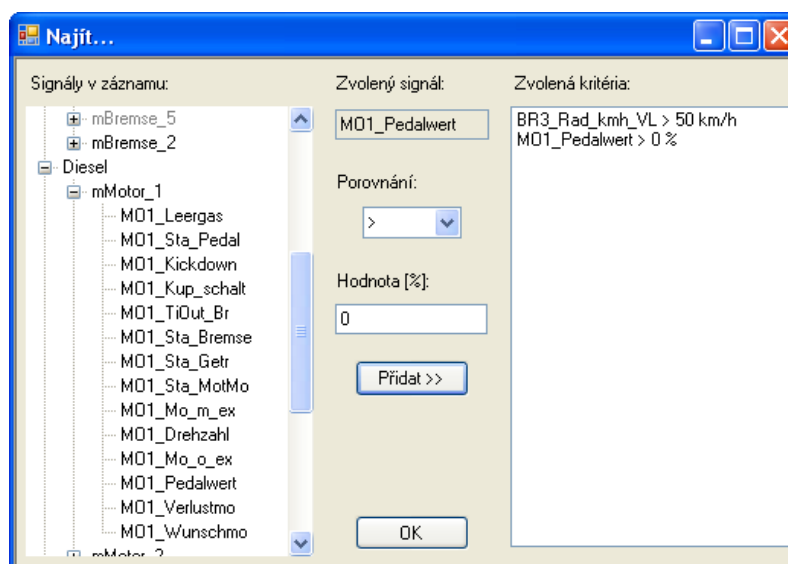 Najít...
Signály v záznamu:
mBremse_5
mBremse_2
Diesel
mMotor_1
MO1_Leergas
MO1_Sta_Pedal
MO1_Kickdown
MO1_Kup_schalt
MO1_TiOut_Br
MO1_Sta_Bremse
MO1_Sta_Getr
MO1_Sta_MotMo
MO1_Mo_m_ex
MO1_Drehzahl
MO1_Mo_o_ex
MO1_Pedalwert
MO1_Verlustmo
MO1_Wunschmo
mMotor_2
Zvolený signál:
MO1_Pedalwert
Porovnání:
>
Hodnota [%]:
0
Přidat >>
OK
Zvolená kritéria:
BR3_Rad_kmh_VL > 50 km/h
MO1_Pedalwert > 0 %